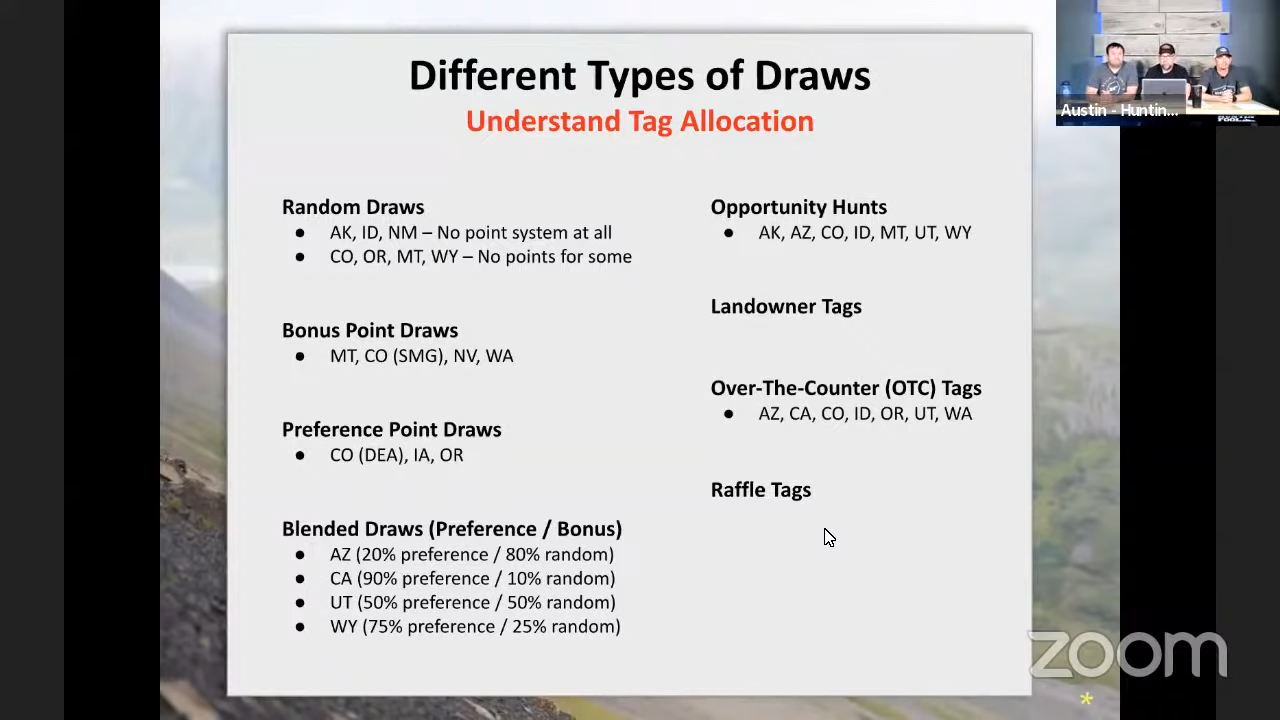 Different Types of Draws
Understand Tag Allocation
Random Draws
● AK, ID, NM – No point system at all
● CO, OR, MT, WY – No points for some
Bonus Point Draws
● MT, CO (SMG), NV, WA
Preference Point Draws
● CO (DEA), IA, OR
Blended Draws (Preference / Bonus)
● AZ (20% preference / 80% random)
● CA (90% preference / 10% random)
● UT (50% preference / 50% random)
● WY (75% preference / 25% random)
Opportunity Hunts
● AK, AZ, CO, ID, MT, UT, WY
Landowner Tags
Over-The-Counter (OTC) Tags
● AZ, CA, CO, ID, OR, UT, WA
Raffle Tags
Austin - Huntin...
zoom
*